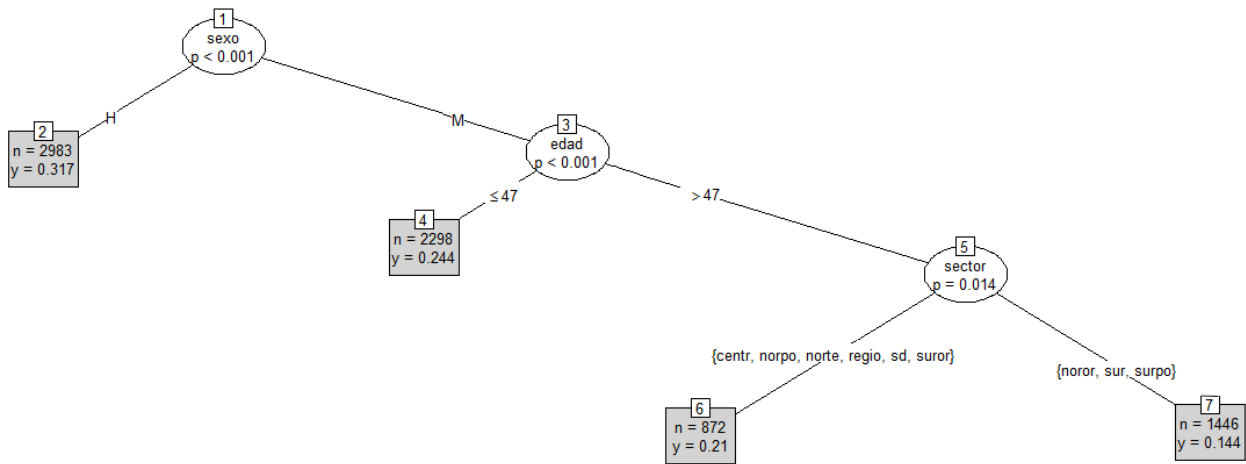 1
sexo
p < 0.001
H
M
2
n = 2983
y = 0.317
3
edad
p < 0.001
≤ 47
> 47
4
n = 2298
y = 0.244
5
sector
p = 0.014
{centr, norpo, norte, regio, sd, suror}
{noror, sur, surpo}
6
n = 872
y = 0.21
7
n = 1446
y = 0.144